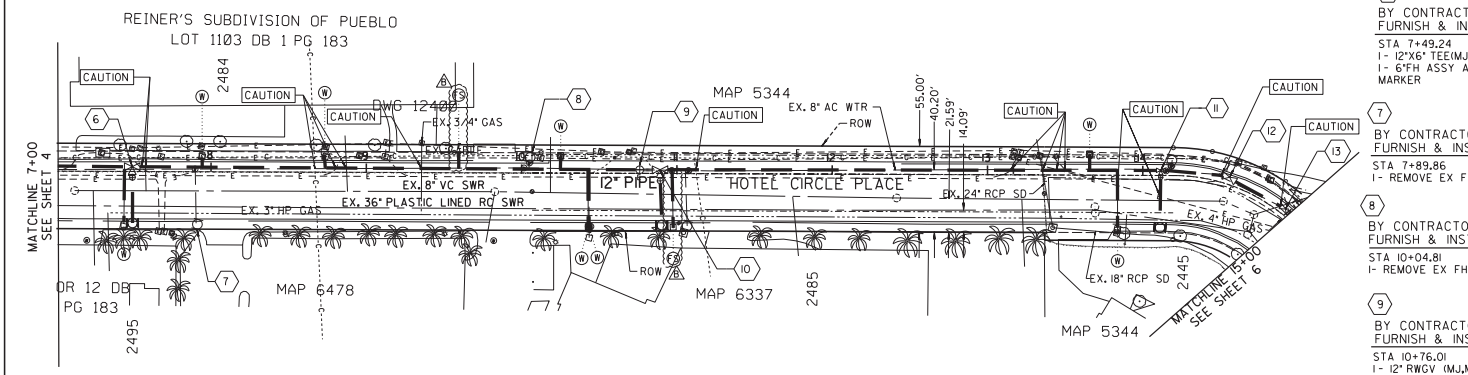 REINER'S SUBDIVISION OF PUEBLO
LOT 1103 DB 1 PG 183
CAUTION
2484
W
CAUTION
W
CAUTION
B
FS
DWG 12400
EX. 3/4" GAS
8
9
W
CAUTION
MAP 5344
EX. 8" AC WTR
ROW
55.00'
40.20'
21.59'
14.09'
CAUTION
W
CAUTION
11
CAUTION
12
CAUTION
13
6
MATCHLINE 7+00
SEE SHEET 4
EX. 8" VC SWR
EX. 36" PLASTIC LINED RC SWR
EX. 3" HP GAS
12" PIPE
HOTEL CIRCLE PLACE
EX. 24" RCP SD
EX. 4" HP GAS
W
7
W
W
ROW
FS
B
10
W
EX. 18" RCP SD
2445
MATCHLINE 15+00
SEE SHEET 6
OR 12 DB
PG 183
2495
MAP 6478
MAP 6337
2485
MAP 5344
BY CONTRACT
FURNISH & IN
STA 7+49.24
1- 12"X6" TEE(MJ
1- 6"FH ASSY A
MARKER
7
BY CONTRACTO
FURNISH & INS
STA 7+89.86
1- REMOVE EX F
8
BY CONTRACTO
FURNISH & INS
STA 10+04.81
1- REMOVE EX FH
9
BY CONTRACT
FURNISH & INS
STA 10+76.01
1- 12" RWGV (MJ,M